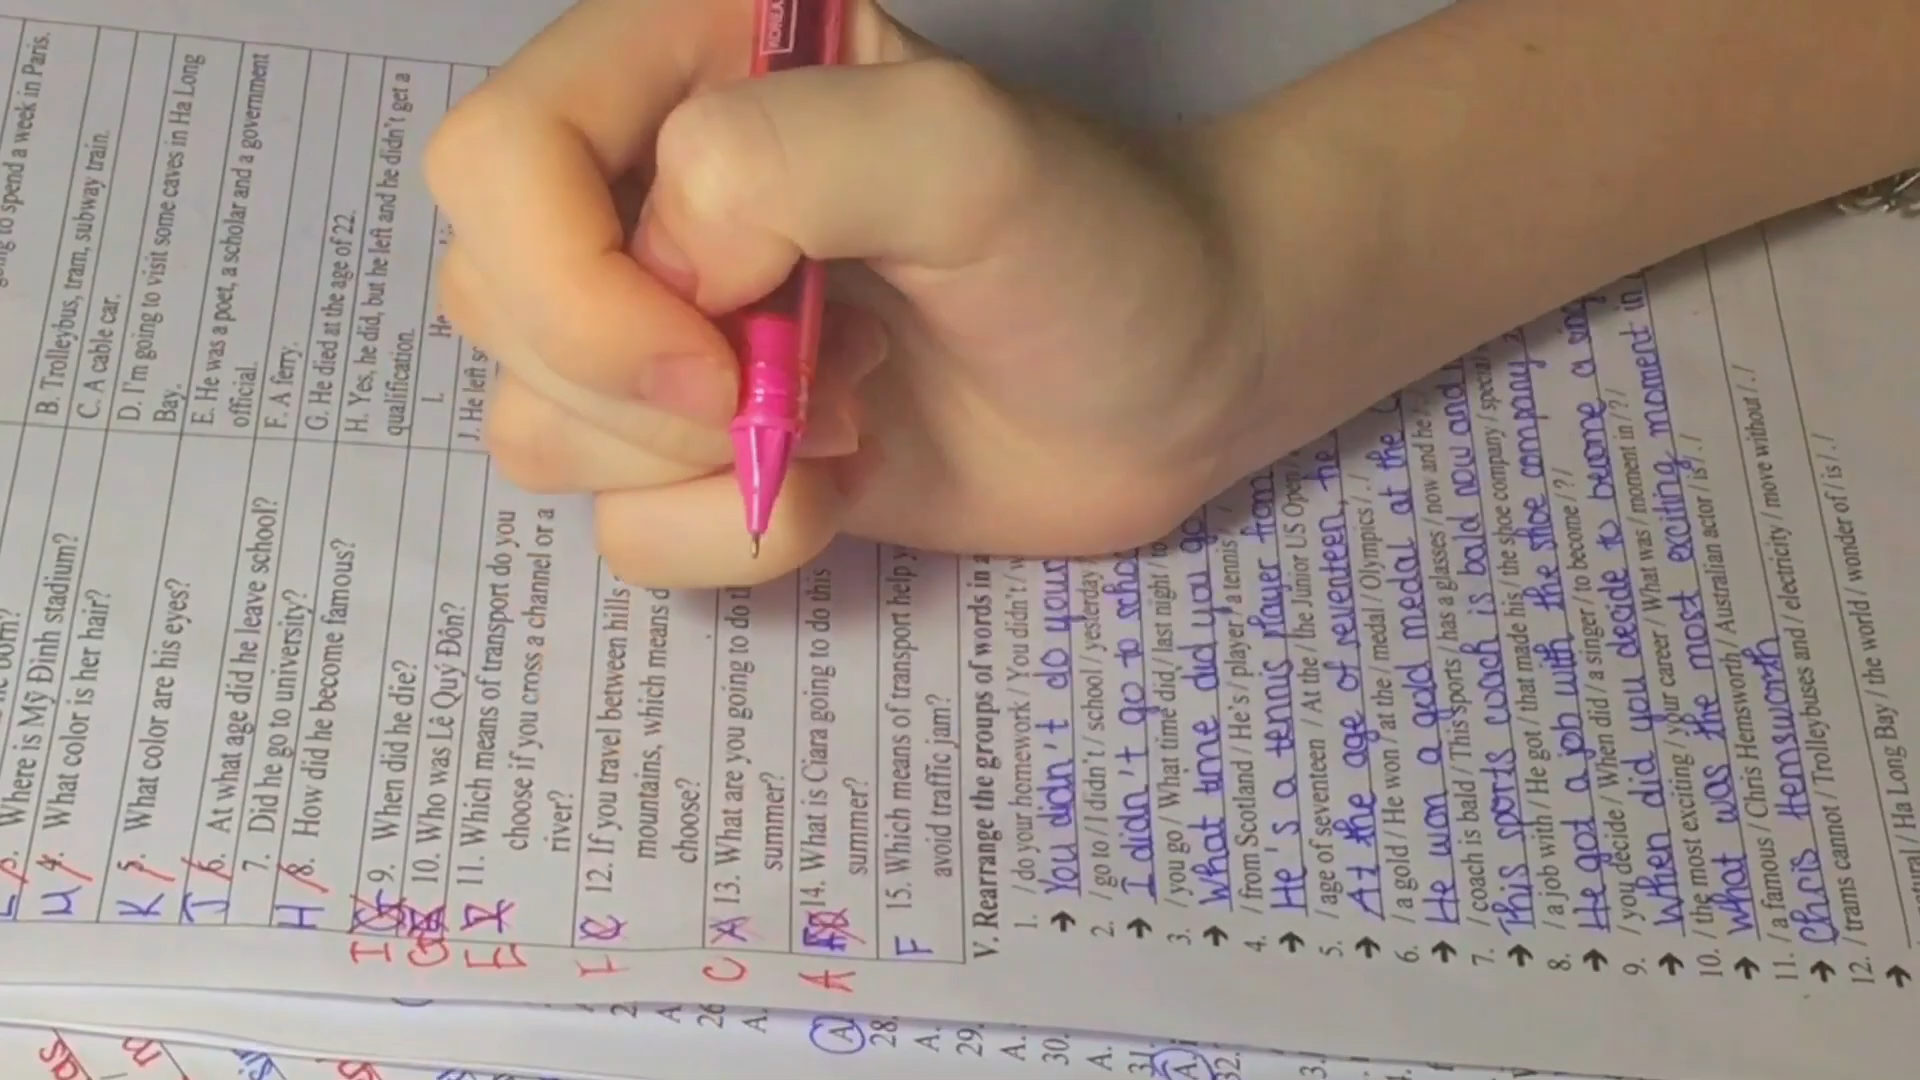 going to spend a week in Paris.
B. Trolleybus, tram, subway train.
C. A cable car.
D. I'm going to visit some caves in Ha Long
Bay.
E. He was a poet, a scholar and a government
official.
F. A ferry.
G. He died at the age of 22.
H. Yes, he did, but he left and he didn't get a
qualification.
I. He
J. He left
Where is Mỹ Đình stadium?
M 4. What color is her hair?
K 5. What color are his eyes?
J 6. At what age did he leave school?
7. Did he go to university?
H 8. How did he become famous?
I 9. When did he die?
G 10. Who was Lê Quý Đôn?
E 11. Which means of transport do you
choose if you cross a channel or a
river?
12. If you travel between hills
mountains, which means
choose?
C 13. What are you going to do
summer?
A 14. What is Ciara going to do this
summer?
F 15. Which means of transport help
avoid traffic jam?
V. Rearrange the groups of words in
1. / do your homework / You didn't /
➔ You didn't do your
2. / go to / I didn't / school / yesterday
➔ I didn't go to
3. / you go / What time did / last night /
➔ What time did you
4. / from Scotland / He's / player / a tennis
➔ He's a tennis player from
5. / age of seventeen / At the / the Junior US Open /
➔ At the age of seventeen, he
6. / a gold / He won / at the / medal / Olympics / . /
➔ He won a gold medal at the
7. / coach is bald / This sports / has a glasses / now and he /
➔ This sports coach is bald now and
8. / a job with / He got / that made his / the shoe company / special
➔ He got a job with the shoe company
9. / you decide / When did / a singer / to become / ? /
➔ When did you decide to become a
10. / the most exciting / your career / What was / moment in / ? /
➔ What was the most exciting moment in
11. / a famous / Chris Hemsworth / Australian actor / is / . /
➔ Chris Hemsworth
12. / trams cannot / Trolleybuses and / electricity / move without / . /
➔
/ Ha Long Bay / the world / wonder of / is / . /
26
A.
28.
A.
29.
A.
30.
A.
31.
A.
32.